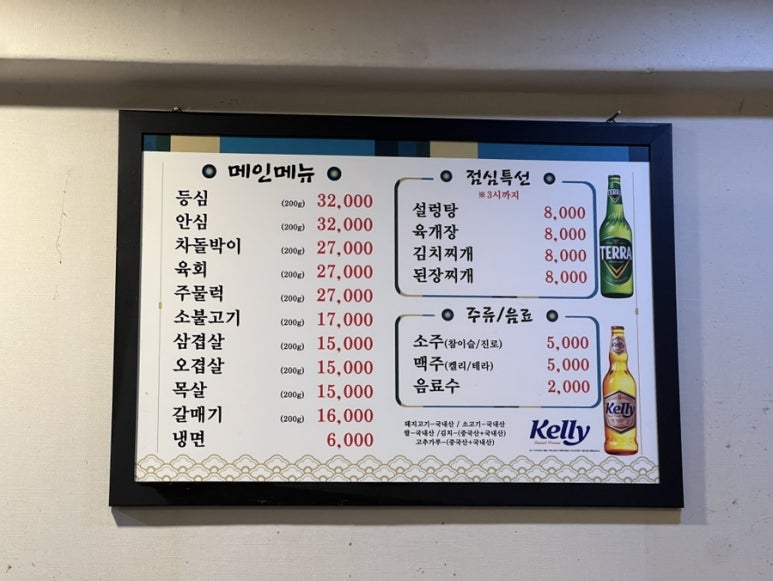 메인메뉴
등심 (200g) 32,000
안심 (200g) 32,000
차돌박이 (200g) 27,000
육회 (200g) 27,000
주물럭 (200g) 27,000
소불고기 (200g) 17,000
삼겹살 (200g) 15,000
오겹살 (200g) 15,000
목살 (200g) 15,000
갈매기 (200g) 16,000
냉면 6,000
점심특선
※3시까지
설렁탕 8,000
육개장 8,000
김치찌개 8,000
된장찌개 8,000
TERRA
TERRA
주류/음료
소주(참이슬/진로) 5,000
맥주(켈리/테라) 5,000
음료수 2,000
돼지고기-국내산 / 소고기-국내산
쌀-국내산 /김치-(중국산+국내산)
고추가루-(중국산+국내산)
Kelly
Kelly